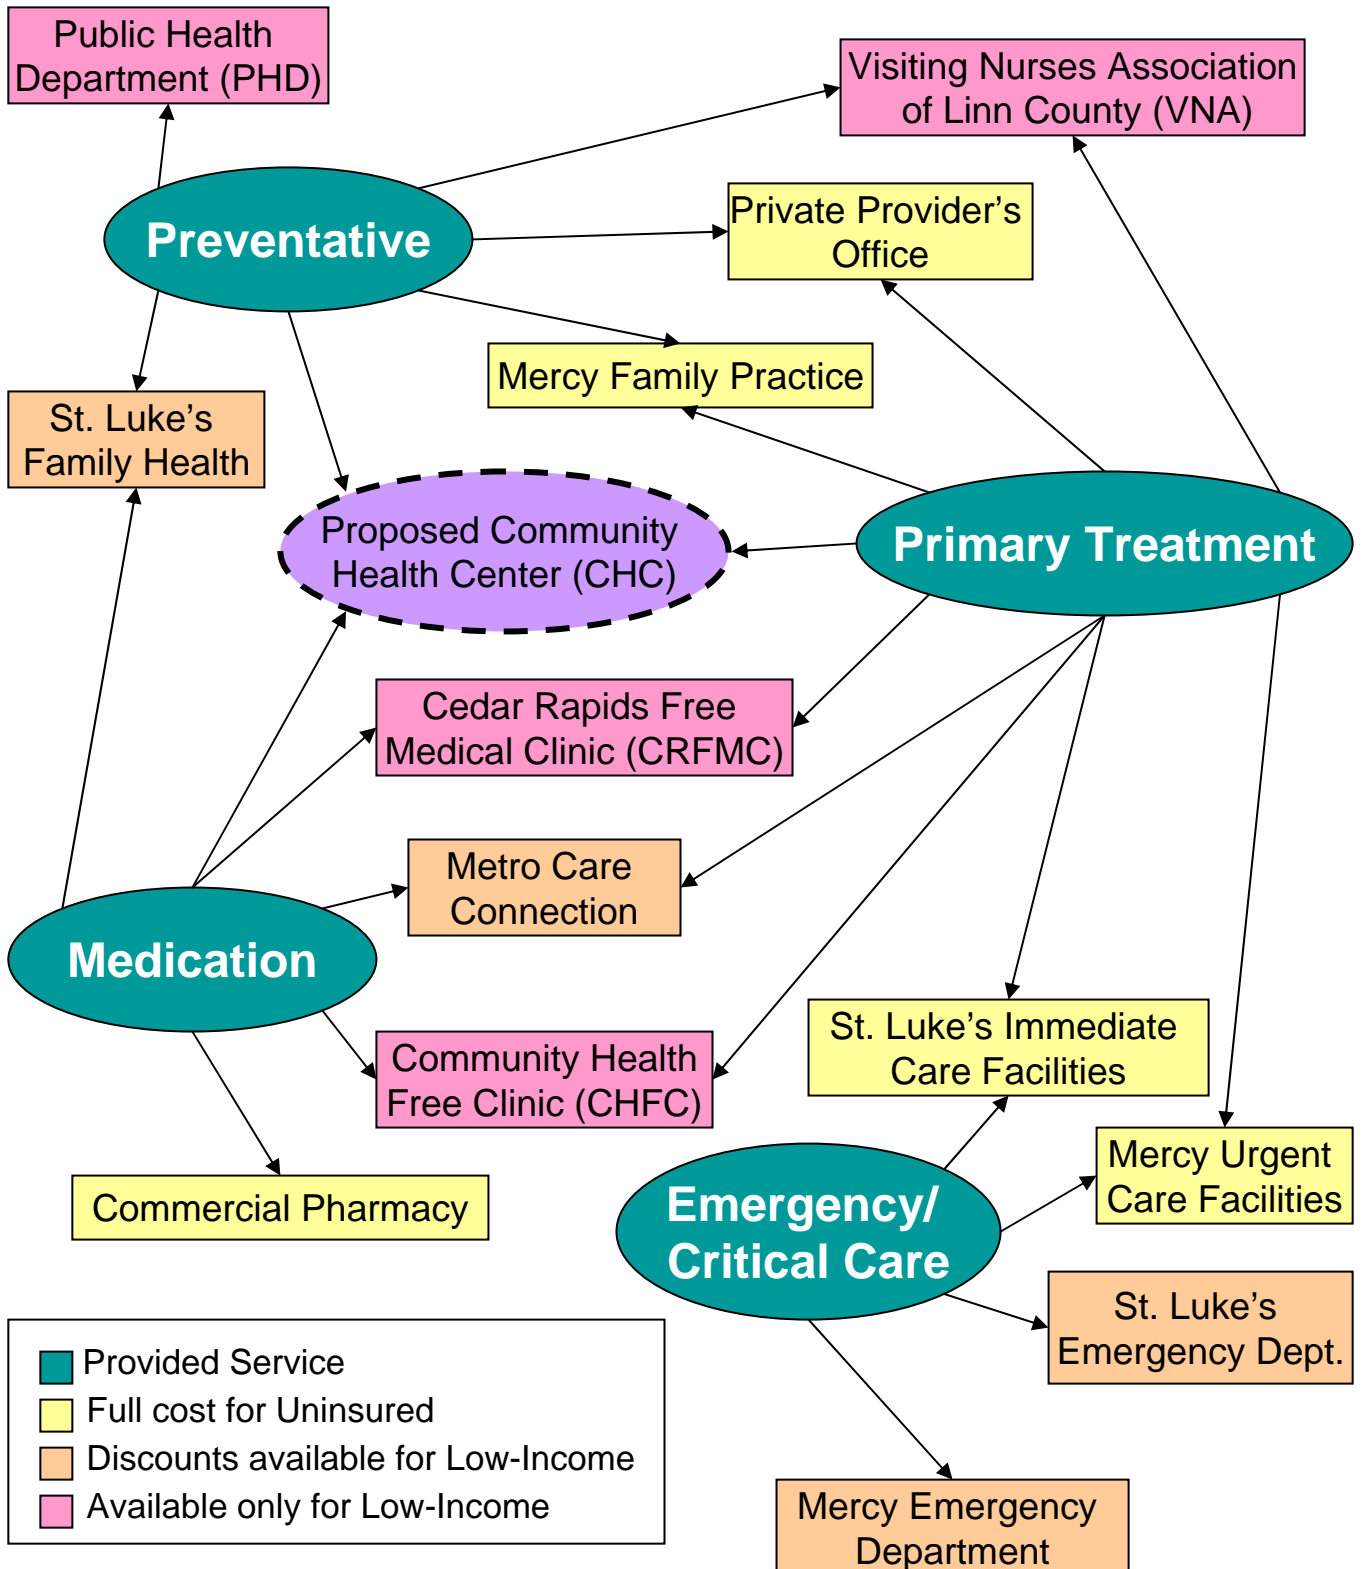 Public Health
Department (PHD)
Visiting Nurses Association
of Linn County (VNA)
Preventative
Private Provider’s
Office
Mercy Family Practice
St. Luke’s
Family Health
Proposed Community
Health Center (CHC)
Primary Treatment
Cedar Rapids Free
Medical Clinic (CRFMC)
Metro Care
Connection
Medication
St. Luke’s Immediate
Care Facilities
Community Health
Free Clinic (CHFC)
Mercy Urgent
Care Facilities
Commercial Pharmacy
Emergency/
Critical Care
St. Luke’s
Emergency Dept.
Provided Service
Full cost for Uninsured
Discounts available for Low-Income
Available only for Low-Income
Mercy Emergency
Department